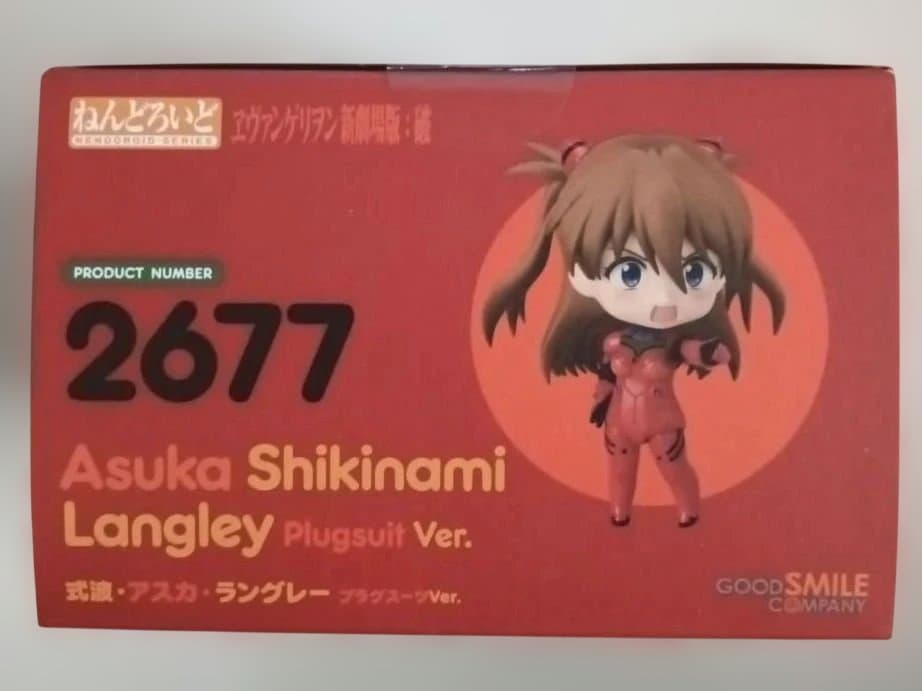 ねんどろいど
NENDOROID SERIES
ヱヴァンゲリヲン新劇場版:破
PRODUCT NUMBER
2677
Asuka Shikinami
Langley Plugsuit Ver.
式波・アスカ・ラングレー プラグスーツVer.
GOOD SMILE
COMPANY